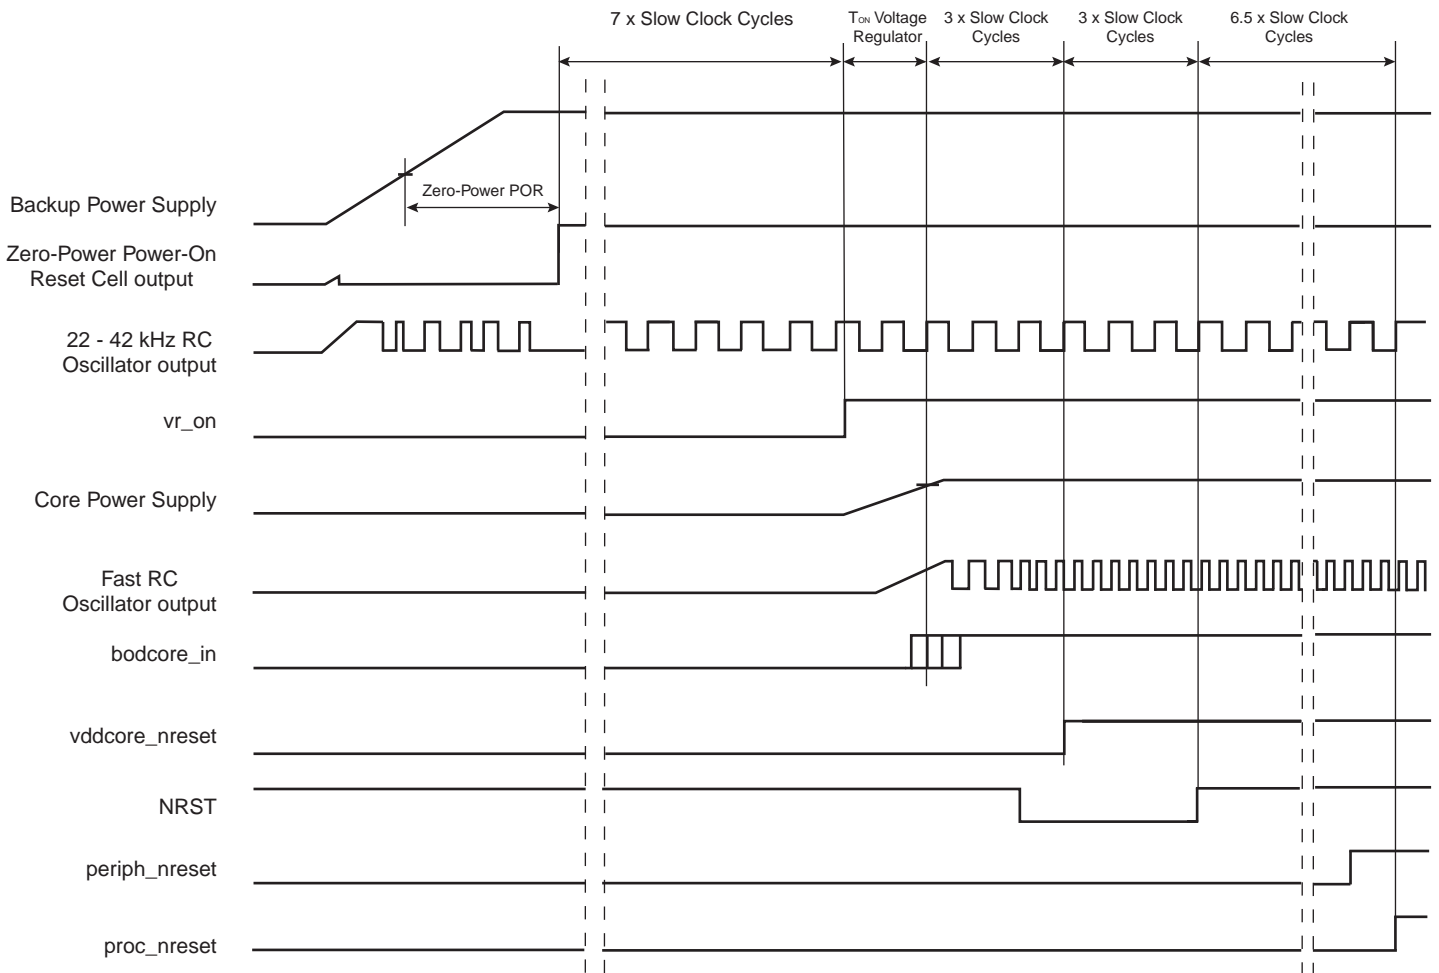 7 x Slow Clock Cycles
TON Voltage
Regulator
3 x Slow Clock
Cycles
3 x Slow Clock
Cycles
6.5 x Slow Clock
Cycles
Zero-Power POR
Backup Power Supply
Zero-Power Power-On
Reset Cell output
22 - 42 kHz RC
Oscillator output
vr_on
Core Power Supply
Fast RC
Oscillator output
bodcore_in
vddcore_nreset
NRST
periph_nreset
proc_nreset